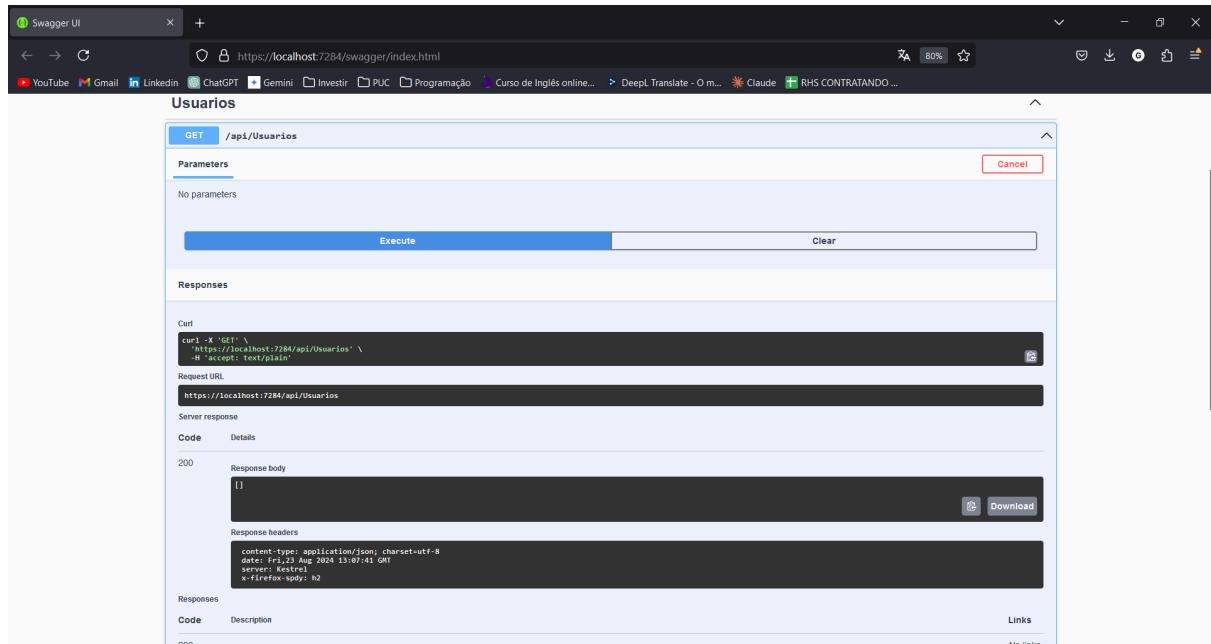 Swagger UI
https://localhost:7284/swagger/index.html
80%
YouTube Gmail Linkedin ChatGPT Gemini Investir PUC Programação Curso de Inglês online... DeepL Translate - O m... Claude RHS CONTRATANDO ...
Usuarios
GET /api/Usuarios
Parameters
Cancel
No parameters
Execute
Clear
Responses
Curl
curl -X 'GET' \
'https://localhost:7284/api/Usuarios' \
-H 'accept: text/plain'
Request URL
https://localhost:7284/api/Usuarios
Server response
Code Details
200
Response body
[]
Download
Response headers
content-type: application/json; charset=utf-8
date: Fri,23 Aug 2024 13:07:41 GMT
server: Kestrel
x-firefox-spdy: h2
Responses
Code Description Links